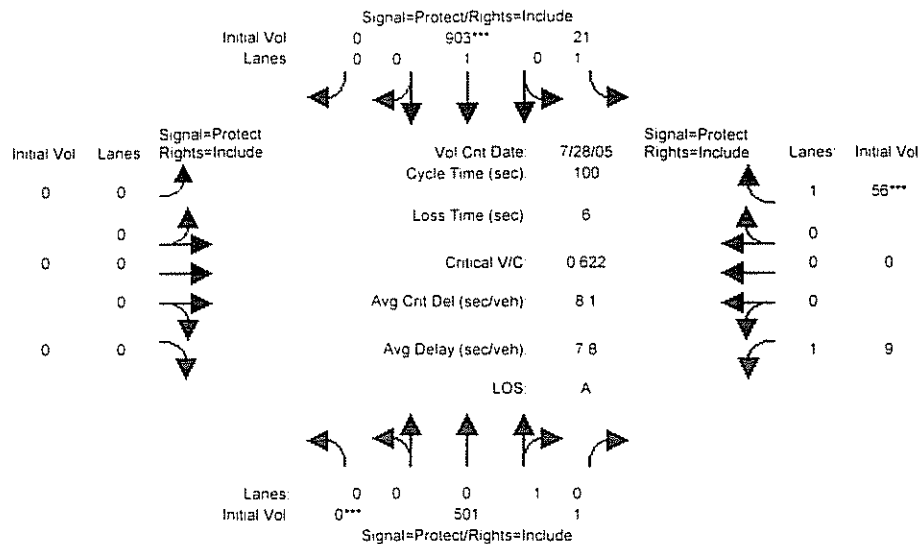 Signal=Protect/Rights=Include
Initial Vol 0 903*** 21
Lanes 0 0 1 0 1
Signal=Protect
Initial Vol Lanes Rights=Include
Vol Cnt Date: 7/28/05
Signal=Protect
Rights=Include Lanes: Initial Vol
Cycle Time (sec) 100
0 0
1 56***
Loss Time (sec) 6
0
0
0 0
Critical V/C 0 622
0 0
0
Avg Crit Del (sec/veh) 8 1
0
0 0
Avg Delay (sec/veh) 7 8
1 9
LOS: A
Lanes: 0 0 0 1 0
Initial Vol 0*** 501 1
Signal=Protect/Rights=Include